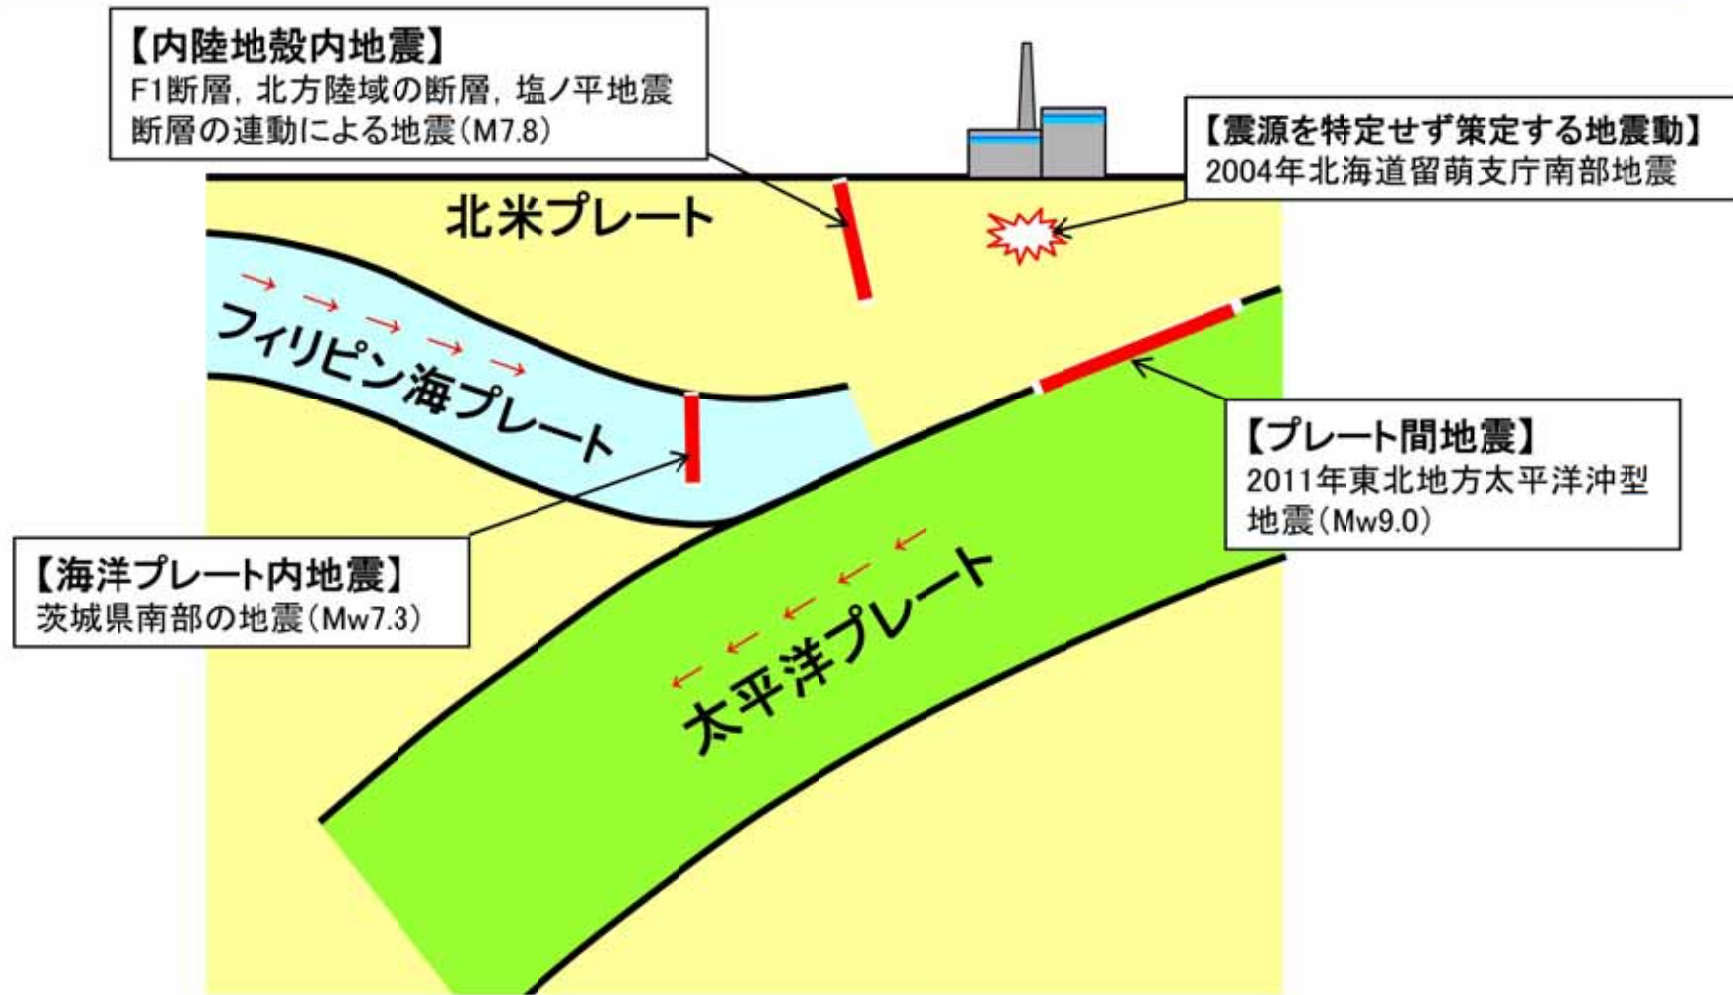 【内陸地殻内地震】
F1断層，北方陸域の断層，塩ノ平地震
断層の連動による地震（M7.8）
【震源を特定せず策定する地震動】
2004年北海道留萌支庁南部地震
北米プレート
フィリピン海プレート
【プレート間地震】
2011年東北地方太平洋沖型
地震（Mw9.0）
【海洋プレート内地震】
茨城県南部の地震（Mw7.3）
太平洋プレート